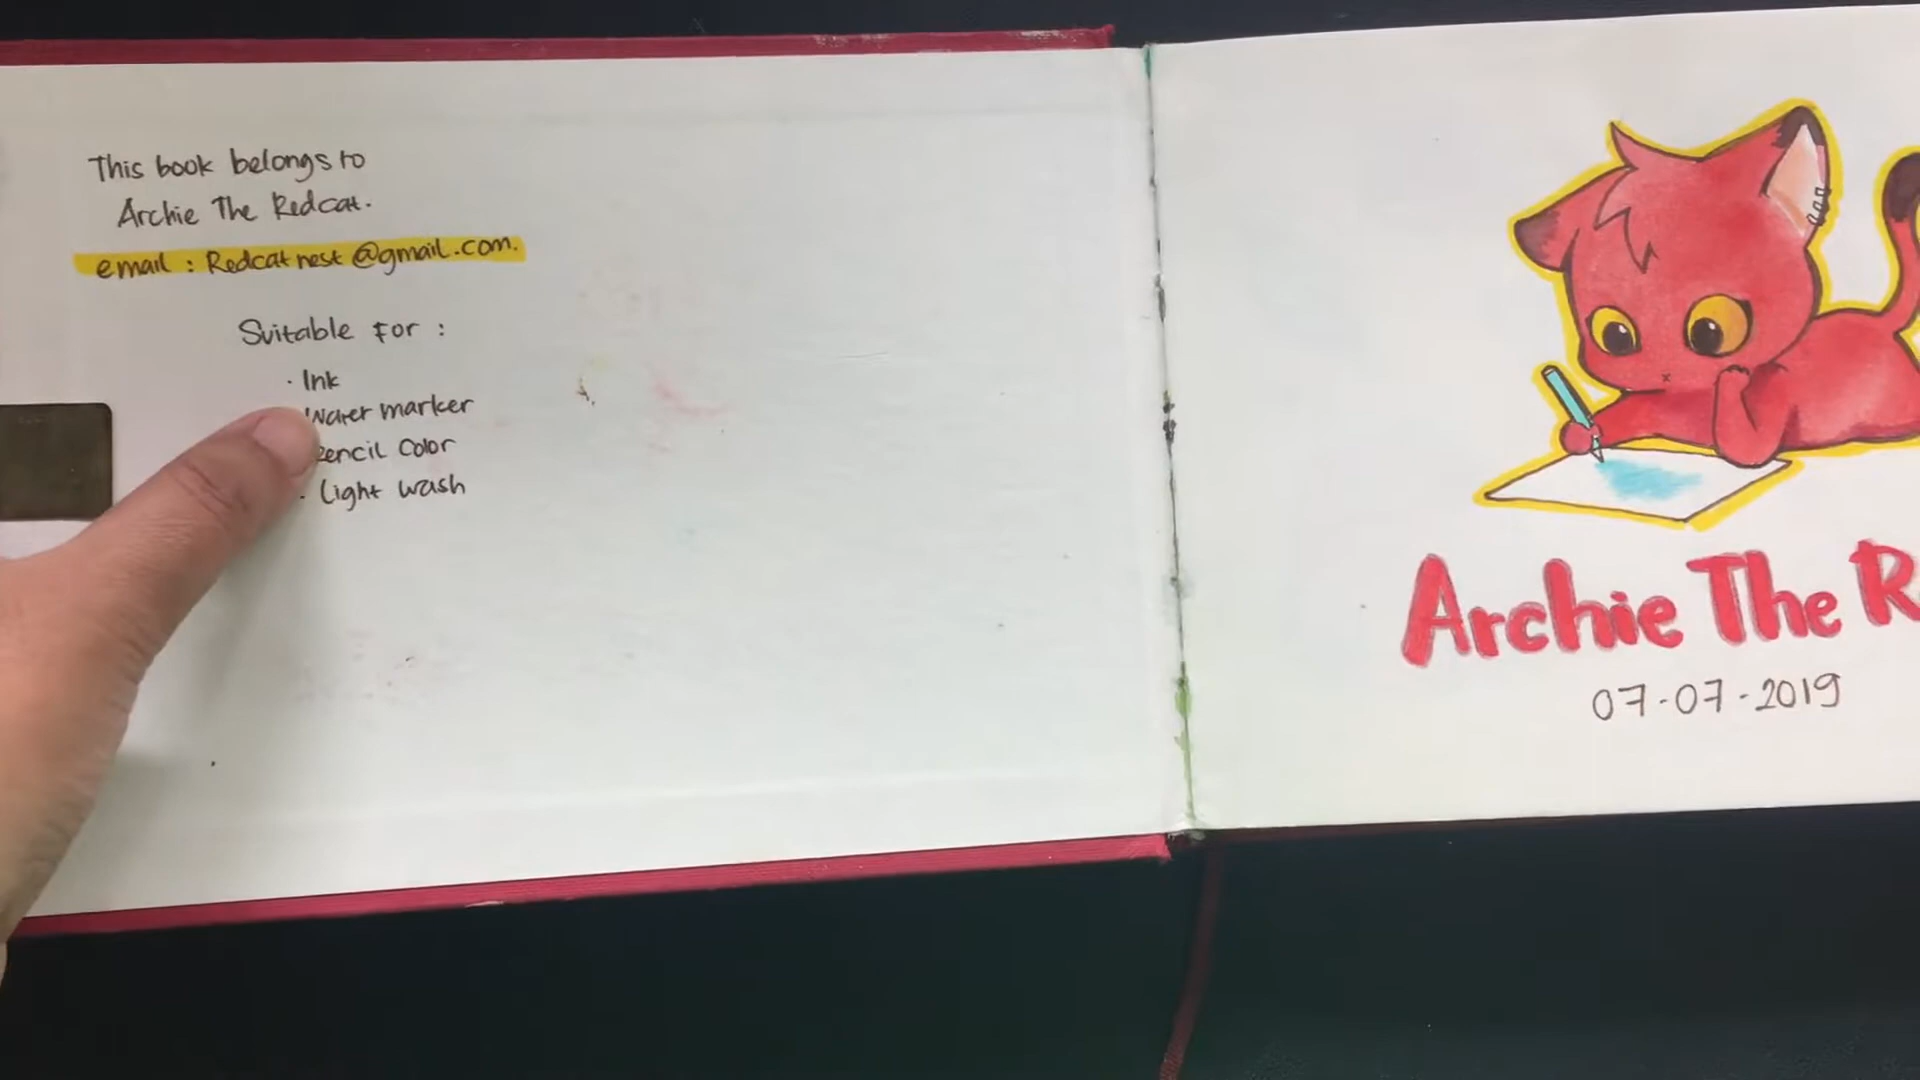 This book belongs to
Archie The Redcat.
email : Redcatnest@gmail.com.
Suitable For :
· Ink
Water marker
Pencil Color
· Light wash
Archie The R
07-07-2019